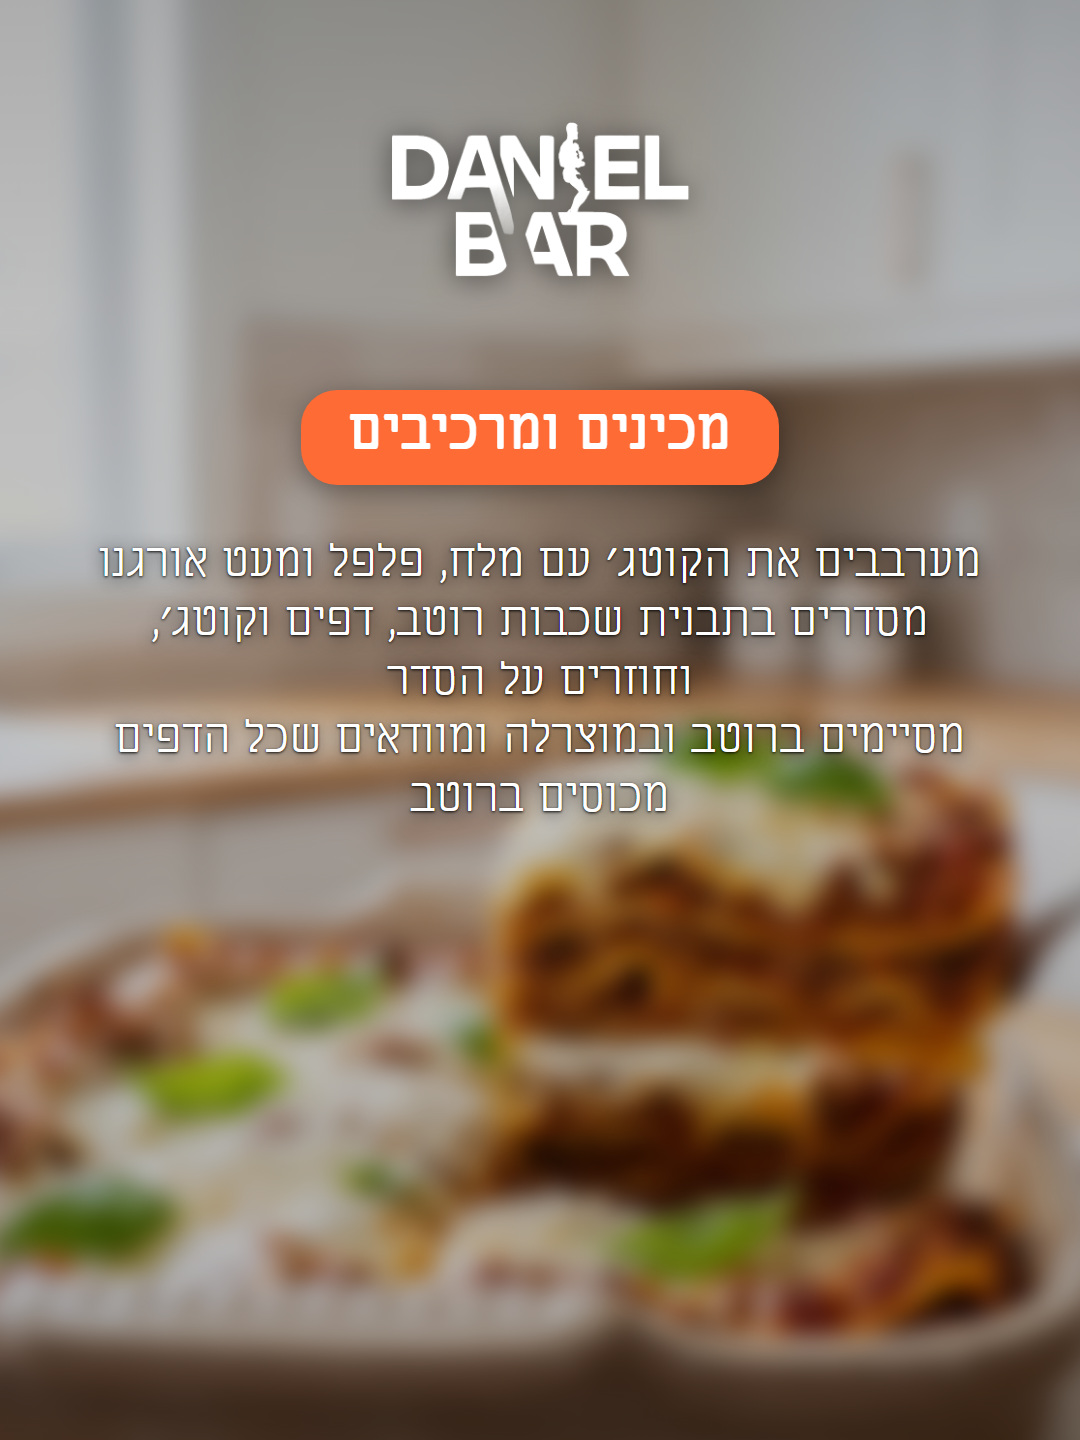 DANIEL
BAR
מכינים ומרכיבים
מערבבים את הקוטג׳ עם מלח, פלפל ומעט אורגנו
מסדרים בתבנית שכבות רוטב, דפים וקוטג׳,
וחוזרים על הסדר
מסיימים ברוטב ובמוצרלה ומוודאים שכל הדפים
מכוסים ברוטב